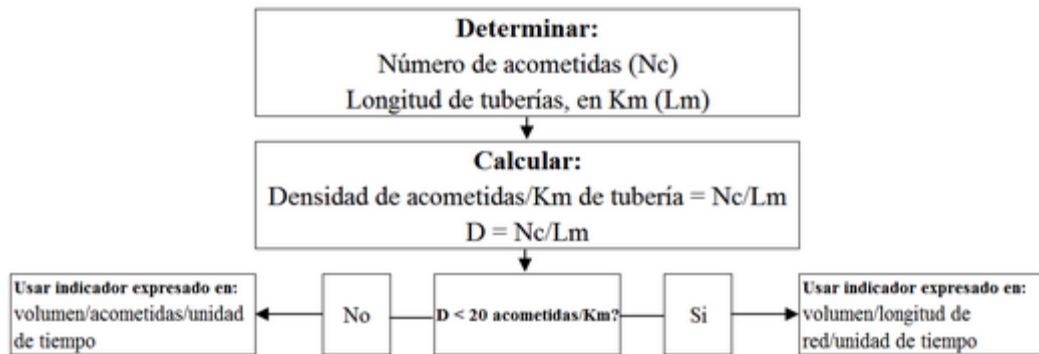 Determinar:
Número de acometidas (Nc)
Longitud de tuberías, en Km (Lm)
Calcular:
Densidad de acometidas/Km de tubería = Nc/Lm
D = Nc/Lm
Usar indicador expresado en:
volumen/acometidas/unidad
de tiempo
No
D < 20 acometidas/Km?
Si
Usar indicador expresado en:
volumen/longitud de
red/unidad de tiempo